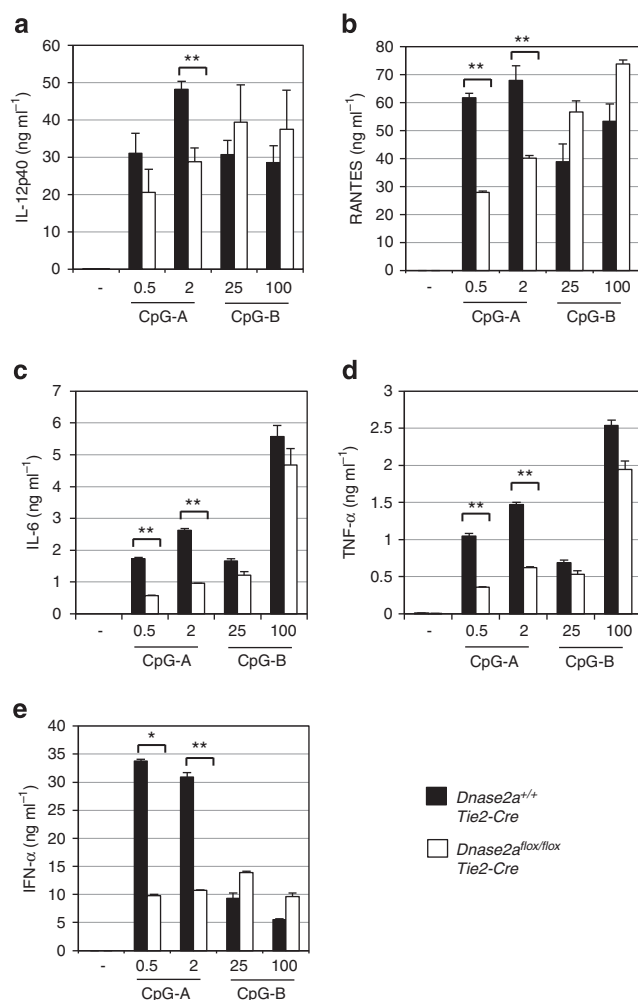 a
IL-12p40 (ng ml⁻¹)
60
50
40
30
20
10
0
**
- 0.5 2 25 100
CpG-A CpG-B
b
RANTES (ng ml⁻¹)
80
70
60
50
40
30
20
10
0
** **
- 0.5 2 25 100
CpG-A CpG-B
c
IL-6 (ng ml⁻¹)
7
6
5
4
3
2
1
0
** **
- 0.5 2 25 100
CpG-A CpG-B
d
TNF-α (ng ml⁻¹)
3
2.5
2
1.5
1
0.5
0
** **
- 0.5 2 25 100
CpG-A CpG-B
e
IFN-α (ng ml⁻¹)
40
35
30
25
20
15
10
5
0
* **
- 0.5 2 25 100
CpG-A CpG-B
Dnase2a⁺/⁺
Tie2-Cre
Dnase2a^flox/flox
Tie2-Cre